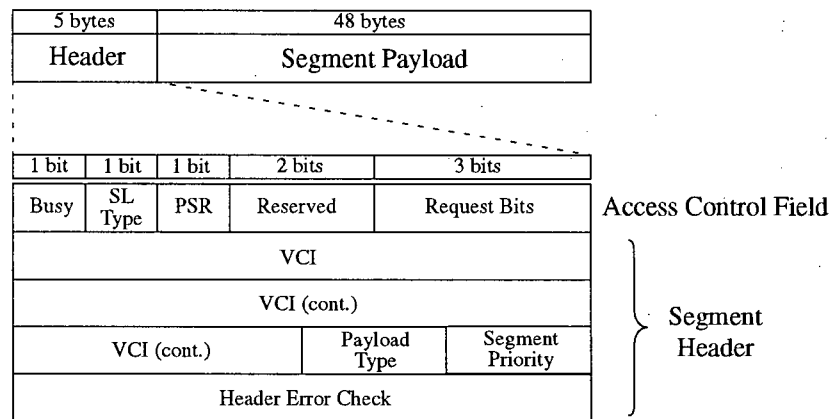 5 bytes 48 bytes
Header Segment Payload
1 bit 1 bit 1 bit 2 bits 3 bits
Busy SL Type PSR Reserved Request Bits Access Control Field
VCI
VCI (cont.)
VCI (cont.) Payload Type Segment Priority
Header Error Check
Segment Header